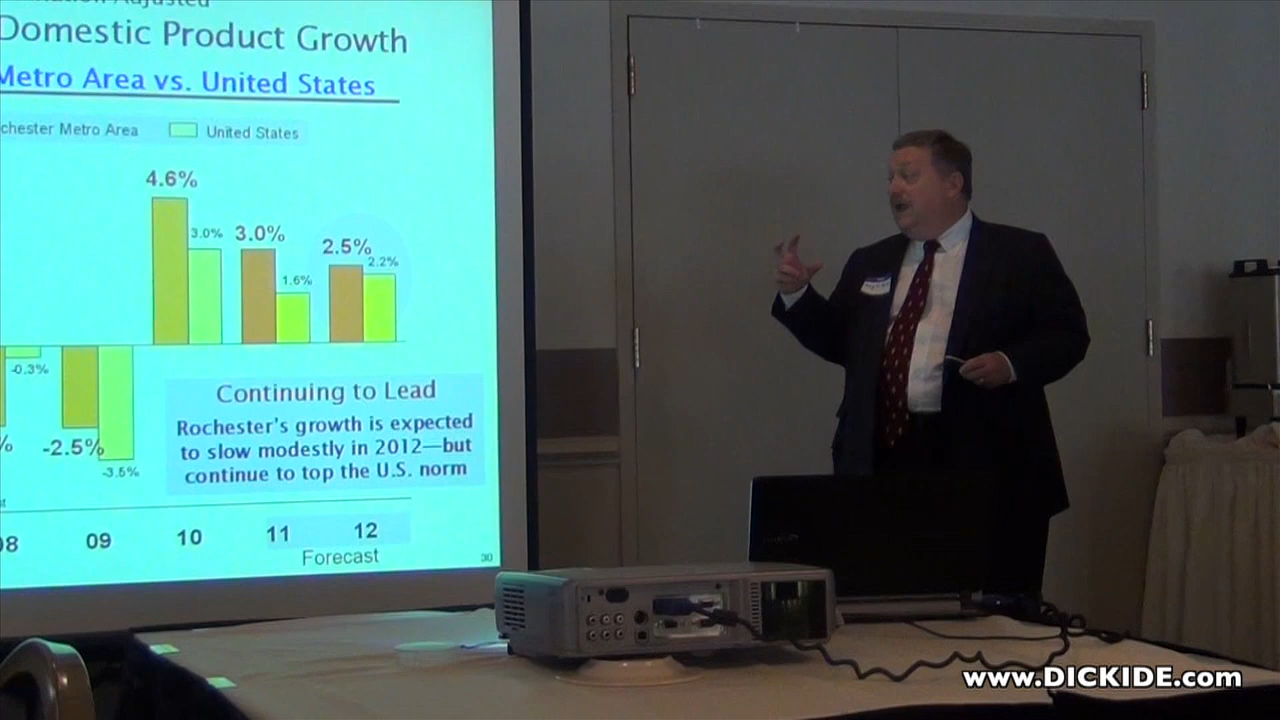 Adjusted
Domestic Product Growth
Metro Area vs. United States
chester Metro Area
United States
4.6%
3.0%
3.0%
1.6%
2.5%
2.2%
-0.3%
%
-2.5%
-3.5%
Continuing to Lead
Rochester's growth is expected
to slow modestly in 2012—but
continue to top the U.S. norm
08 09 10 11 12
Forecast
30
www.DICKIDE.com